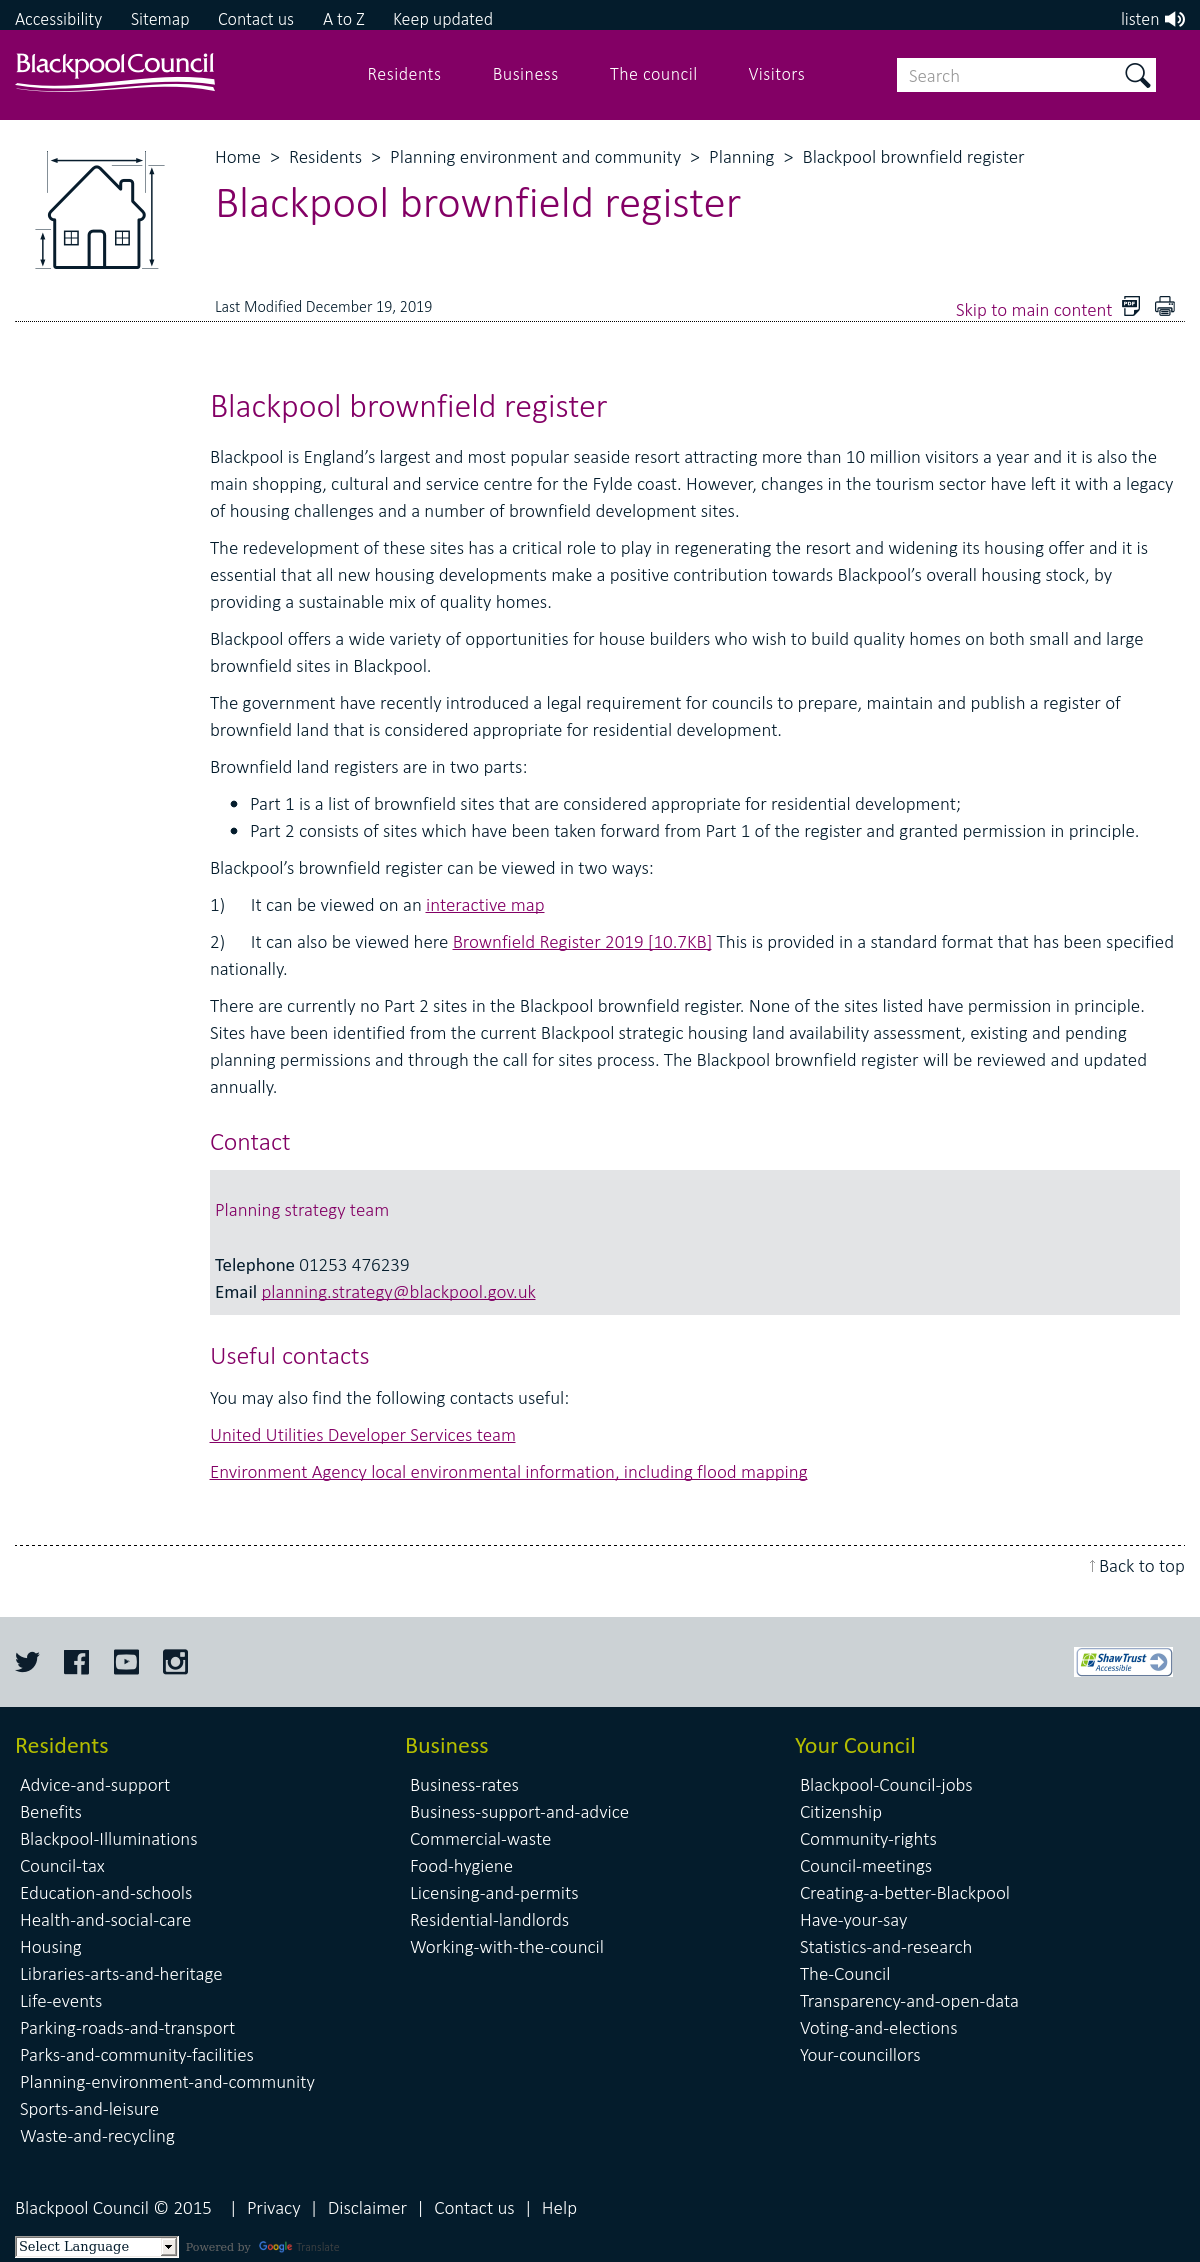 Accessibility Sitemap Contact us A to Z Keep updated listen
BlackpoolCouncil
Residents Business The council Visitors Search
Home > Residents > Planning environment and community > Planning > Blackpool brownfield register
Blackpool brownfield register
Last Modified December 19, 2019
Skip to main content PDF
Blackpool brownfield register
Blackpool is England’s largest and most popular seaside resort attracting more than 10 million visitors a year and it is also the
main shopping, cultural and service centre for the Fylde coast. However, changes in the tourism sector have left it with a legacy
of housing challenges and a number of brownfield development sites.
The redevelopment of these sites has a critical role to play in regenerating the resort and widening its housing offer and it is
essential that all new housing developments make a positive contribution towards Blackpool’s overall housing stock, by
providing a sustainable mix of quality homes.
Blackpool offers a wide variety of opportunities for house builders who wish to build quality homes on both small and large
brownfield sites in Blackpool.
The government have recently introduced a legal requirement for councils to prepare, maintain and publish a register of
brownfield land that is considered appropriate for residential development.
Brownfield land registers are in two parts:
• Part 1 is a list of brownfield sites that are considered appropriate for residential development;
• Part 2 consists of sites which have been taken forward from Part 1 of the register and granted permission in principle.
Blackpool’s brownfield register can be viewed in two ways:
1) It can be viewed on an interactive map
2) It can also be viewed here Brownfield Register 2019 [10.7KB] This is provided in a standard format that has been specified
nationally.
There are currently no Part 2 sites in the Blackpool brownfield register. None of the sites listed have permission in principle.
Sites have been identified from the current Blackpool strategic housing land availability assessment, existing and pending
planning permissions and through the call for sites process. The Blackpool brownfield register will be reviewed and updated
annually.
Contact
Planning strategy team
Telephone 01253 476239
Email planning.strategy@blackpool.gov.uk
Useful contacts
You may also find the following contacts useful:
United Utilities Developer Services team
Environment Agency local environmental information, including flood mapping
↑ Back to top
ShawTrust
Accessible
Residents
Advice-and-support
Benefits
Blackpool-Illuminations
Council-tax
Education-and-schools
Health-and-social-care
Housing
Libraries-arts-and-heritage
Life-events
Parking-roads-and-transport
Parks-and-community-facilities
Planning-environment-and-community
Sports-and-leisure
Waste-and-recycling
Business
Business-rates
Business-support-and-advice
Commercial-waste
Food-hygiene
Licensing-and-permits
Residential-landlords
Working-with-the-council
Your Council
Blackpool-Council-jobs
Citizenship
Community-rights
Council-meetings
Creating-a-better-Blackpool
Have-your-say
Statistics-and-research
The-Council
Transparency-and-open-data
Voting-and-elections
Your-councillors
Blackpool Council © 2015 | Privacy | Disclaimer | Contact us | Help
Select Language Powered by Google Translate